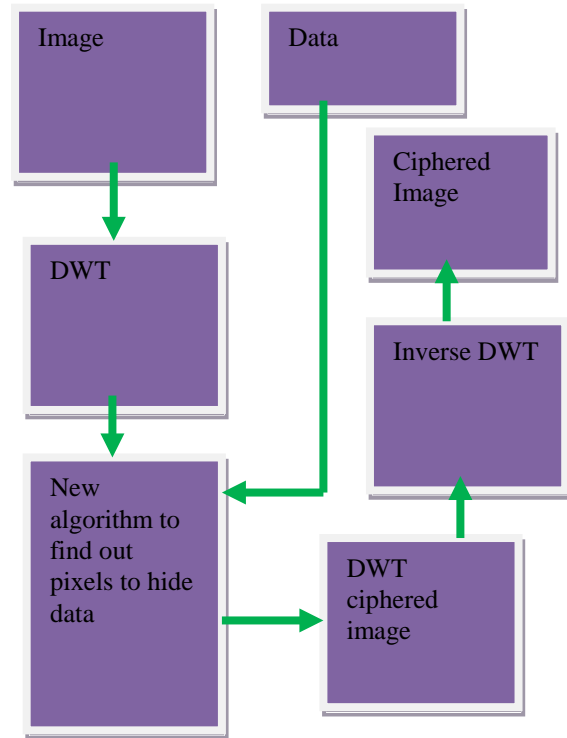 Image
Data
Ciphered
Image
DWT
Inverse DWT
New
algorithm to
find out
pixels to hide
data
DWT
ciphered
image